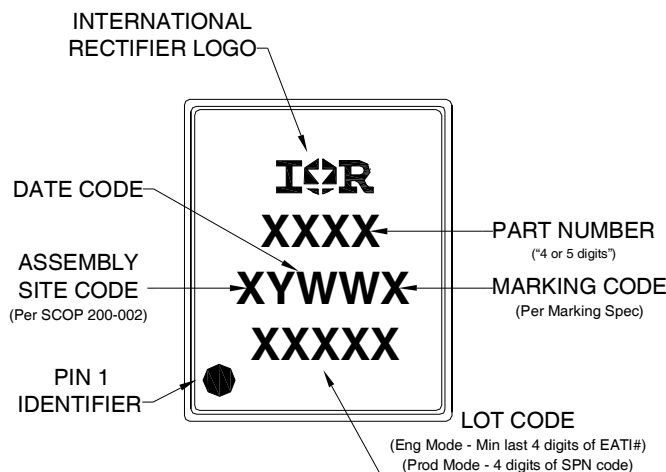 INTERNATIONAL
RECTIFIER LOGO
IOR
DATE CODE
XXXX
PART NUMBER
("4 or 5 digits")
ASSEMBLY
SITE CODE
(Per SCOP 200-002)
XYWWX
MARKING CODE
(Per Marking Spec)
XXXXX
PIN 1
IDENTIFIER
LOT CODE
(Eng Mode - Min last 4 digits of EATI#)
(Prod Mode - 4 digits of SPN code)